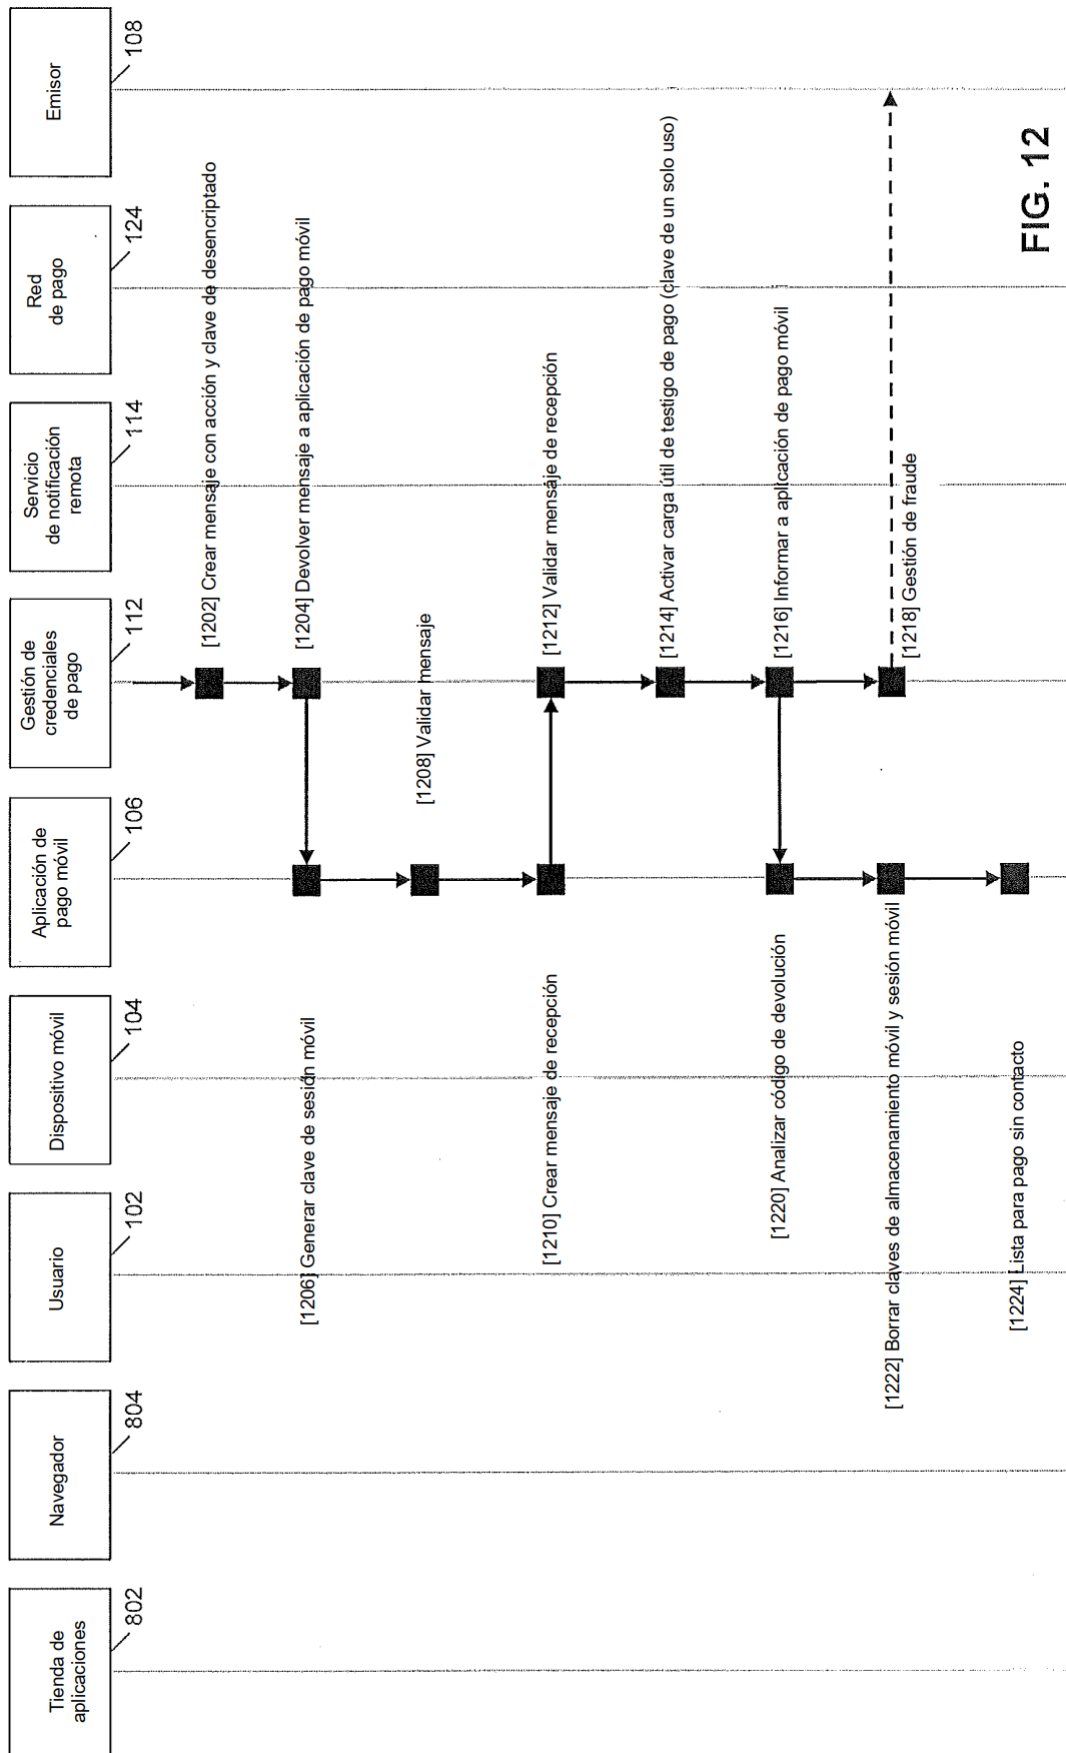 Tienda de
aplicaciones
802
Navegador
804
Usuario
102
Dispositivo móvil
104
Aplicación de
pago móvil
106
Gestión de
credenciales
de pago
112
Servicio
de notificación
remota
114
Red
de pago
124
Emisor
108
[1202] Crear mensaje con acción y clave de desencriptado
[1204] Devolver mensaje a aplicación de pago móvil
[1206] Generar clave de sesión móvil
[1208] Validar mensaje
[1210] Crear mensaje de recepción
[1212] Validar mensaje de recepción
[1214] Activar carga útil de testigo de pago (clave de un solo uso)
[1216] Informar a aplicación de pago móvil
[1220] Analizar código de devolución
[1218] Gestión de fraude
[1222] Borrar claves de almacenamiento móvil y sesión móvil
[1224] Lista para pago sin contacto
FIG. 12